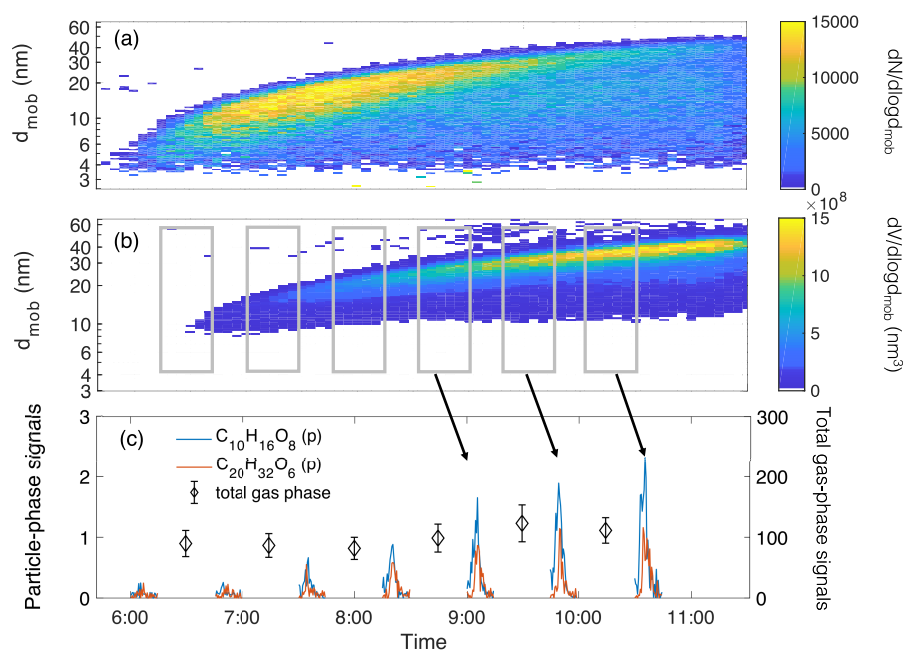 (a)
d_mob (nm)
60
40
30
20
10
6
4
3
15000
10000
5000
0
dN/dlogd_mob
(b)
d_mob (nm)
60
40
20
10
6
4
3
×10^8
15
10
5
0
dV/dlogd_mob (nm³)
(c)
C₁₀H₁₆O₈ (p)
C₂₀H₃₂O₆ (p)
total gas phase
Particle-phase signals
3
2
1
0
Total gas-phase signals
300
200
100
0
6:00 7:00 8:00 9:00 10:00 11:00
Time